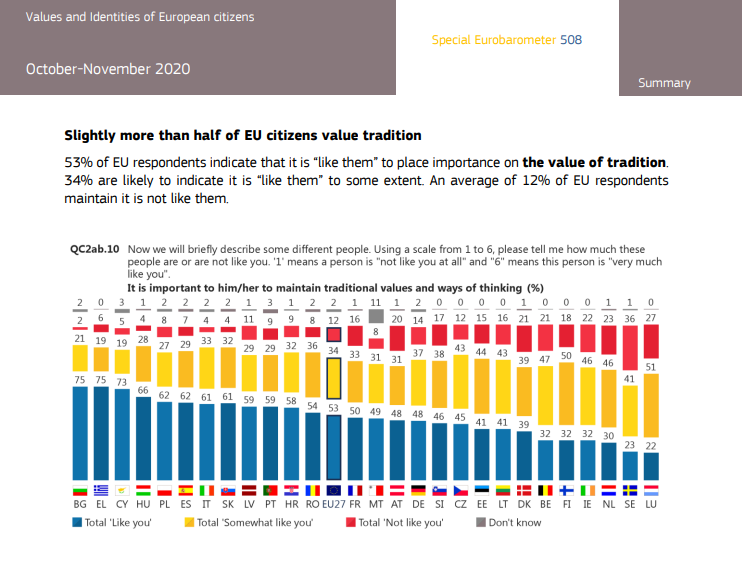 Values and Identities of European citizens
Special Eurobarometer 508
October-November 2020
Summary
Slightly more than half of EU citizens value tradition
53% of EU respondents indicate that it is “like them” to place importance on the value of tradition.
34% are likely to indicate it is “like them” to some extent. An average of 12% of EU respondents
maintain it is not like them.
QC2ab.10 Now we will briefly describe some different people. Using a scale from 1 to 6, please tell me how much these
people are or are not like you. '1' means a person is "not like you at all" and "6" means this person is "very much
like you".
It is important to him/her to maintain traditional values and ways of thinking (%)
2 0 3 1 2 2 2 2 1 3 1 2 2 1 11 1 2 0 0 0 0 1 0 0 0 1 1 0
2 6 5 4 8 7 4 4 11 9 9 8 12 16 8 20 14 17 12 15 16 21 21 18 22 23 36 27
21 19 19 28 27 29 33 32 29 29 32 36 34 33 31 31 37 38 43 44 43 39 47 50 46 46 41 51
75 75 73 66 62 62 61 61 59 59 58 54 53 50 49 48 48 46 45 41 41 39 32 32 32 30 23 22
BG EL CY HU PL ES IT SK LV PT HR RO EU27 FR MT AT DE SI CZ EE LT DK BE FI IE NL SE LU
Total 'Like you' Total 'Somewhat like you' Total 'Not like you' Don't know